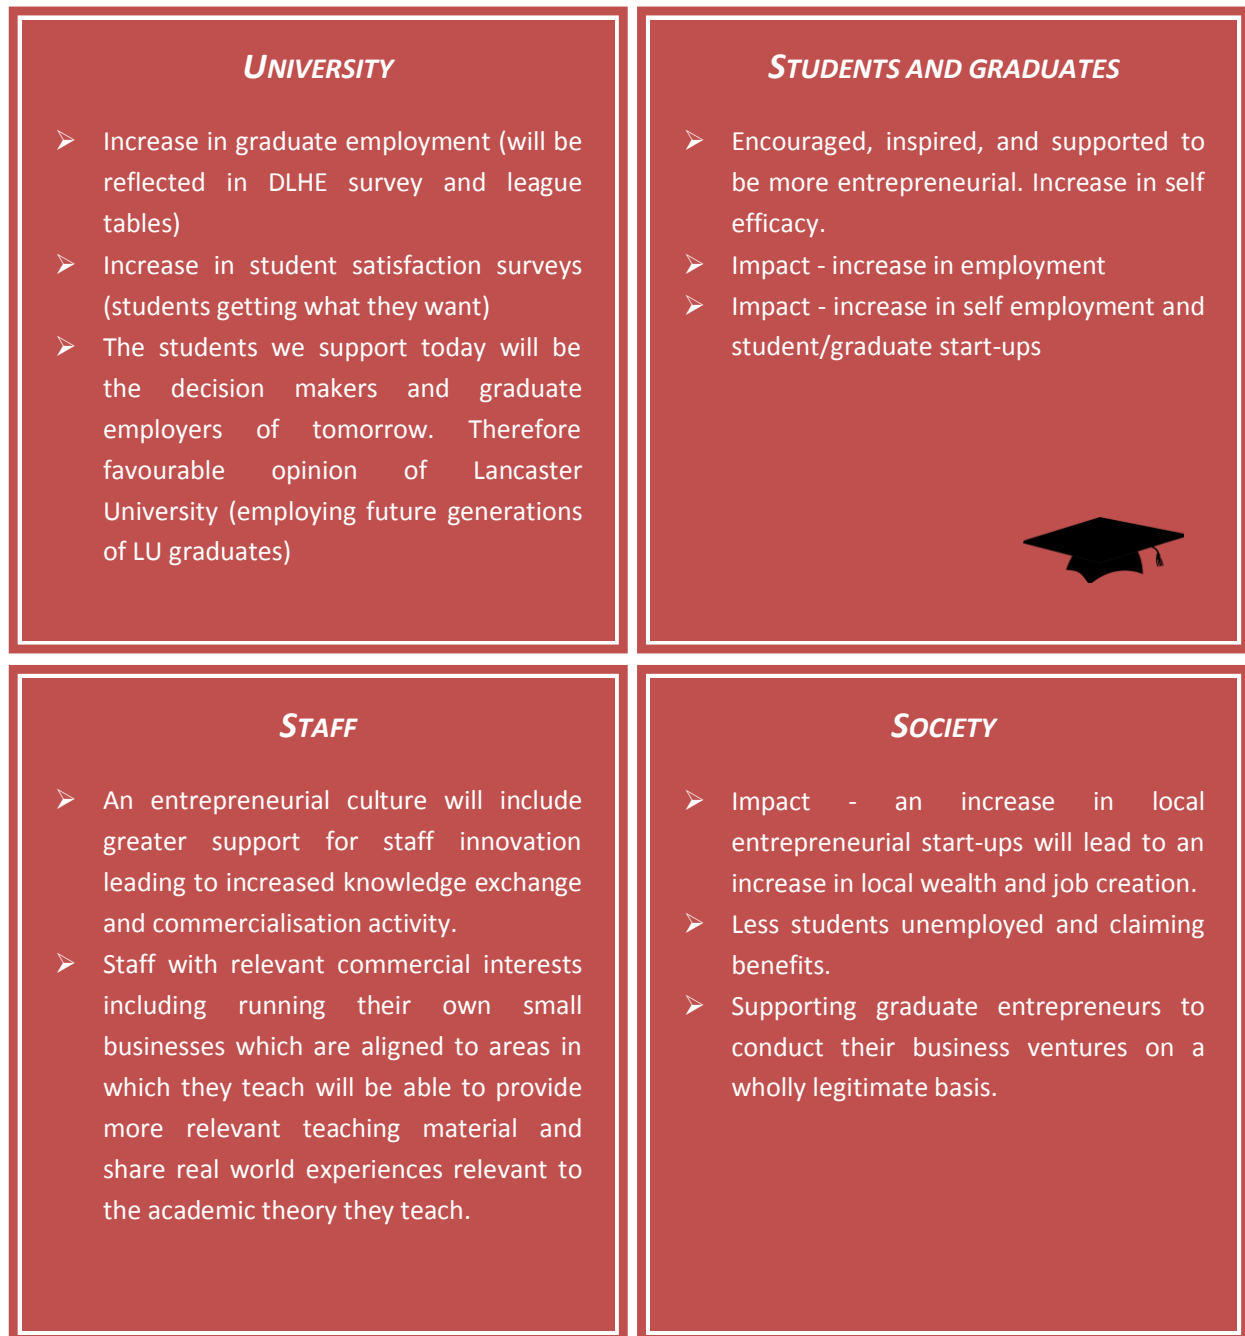 UNIVERSITY
➢ Increase in graduate employment (will be
reflected in DLHE survey and league
tables)
➢ Increase in student satisfaction surveys
(students getting what they want)
➢ The students we support today will be
the decision makers and graduate
employers of tomorrow. Therefore
favourable opinion of Lancaster
University (employing future generations
of LU graduates)
STUDENTS AND GRADUATES
➢ Encouraged, inspired, and supported to
be more entrepreneurial. Increase in self
efficacy.
➢ Impact - increase in employment
➢ Impact - increase in self employment and
student/graduate start-ups
STAFF
➢ An entrepreneurial culture will include
greater support for staff innovation
leading to increased knowledge exchange
and commercialisation activity.
➢ Staff with relevant commercial interests
including running their own small
businesses which are aligned to areas in
which they teach will be able to provide
more relevant teaching material and
share real world experiences relevant to
the academic theory they teach.
SOCIETY
➢ Impact - an increase in local
entrepreneurial start-ups will lead to an
increase in local wealth and job creation.
➢ Less students unemployed and claiming
benefits.
➢ Supporting graduate entrepreneurs to
conduct their business ventures on a
wholly legitimate basis.